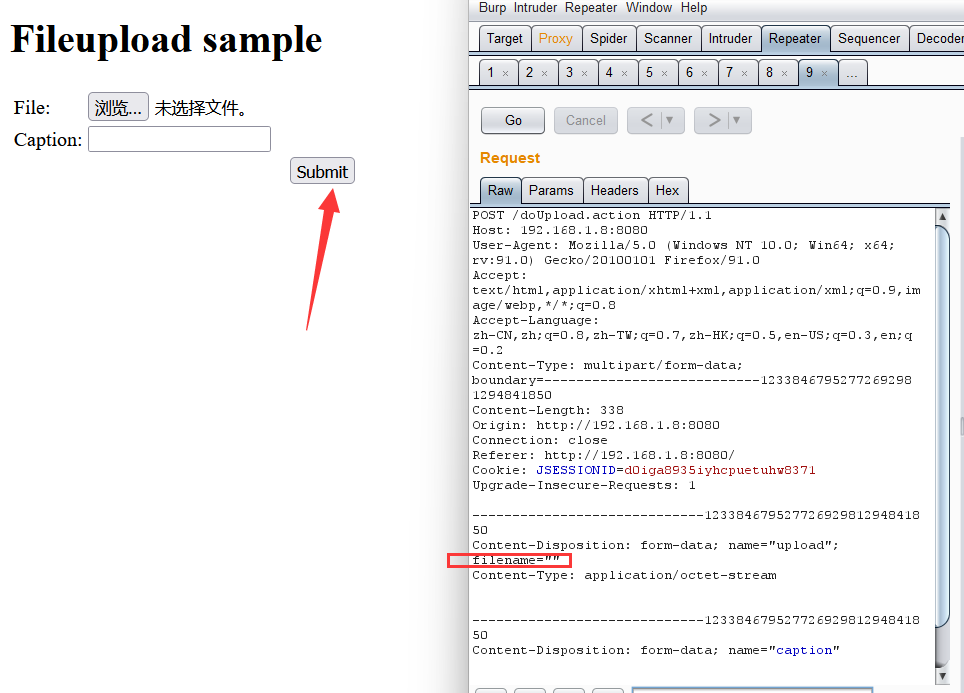 Fileupload sample
File: 浏览... 未选择文件。
Caption:
Submit
Burp Intruder Repeater Window Help
Target Proxy Spider Scanner Intruder Repeater Sequencer Decoder
1 × 2 × 3 × 4 × 5 × 6 × 7 × 8 × 9 × ...
Go Cancel < ▼ > ▼
Request
Raw Params Headers Hex
POST /doUpload.action HTTP/1.1
Host: 192.168.1.8:8080
User-Agent: Mozilla/5.0 (Windows NT 10.0; Win64; x64;
rv:91.0) Gecko/20100101 Firefox/91.0
Accept:
text/html,application/xhtml+xml,application/xml;q=0.9,im
age/webp,*/*;q=0.8
Accept-Language:
zh-CN,zh;q=0.8,zh-TW;q=0.7,zh-HK;q=0.5,en-US;q=0.3,en;q
=0.2
Content-Type: multipart/form-data;
boundary=---------------------------1233846795277269298
1294841850
Content-Length: 338
Origin: http://192.168.1.8:8080
Connection: close
Referer: http://192.168.1.8:8080/
Cookie: JSESSIONID=d0iga8935iyhcpuetuhw8371
Upgrade-Insecure-Requests: 1
-----------------------------123384679527726929812948418
50
Content-Disposition: form-data; name="upload";
filename=""
Content-Type: application/octet-stream
-----------------------------123384679527726929812948418
50
Content-Disposition: form-data; name="caption"